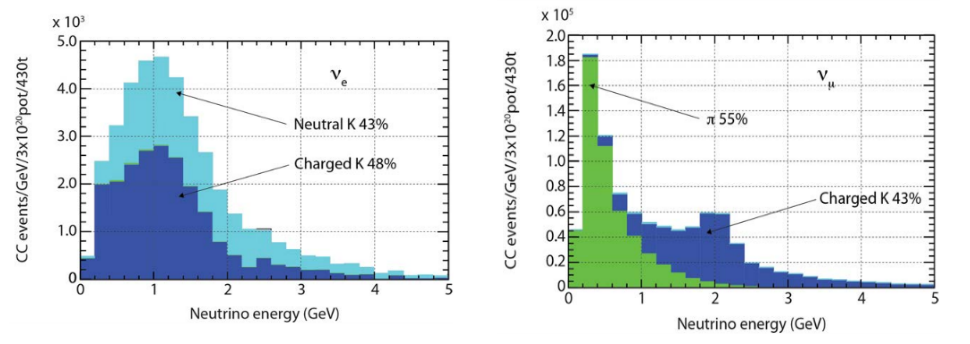 x 10³
CC events/GeV/3x10²⁰pot/430t
5.0
4.0
3.0
2.0
1.0
0
νe
Neutral K 43%
Charged K 48%
0 1 2 3 4 5
Neutrino energy (GeV)
x 10⁵
CC events/GeV/3x10²⁰pot/430t
2.0
1.8
1.6
1.4
1.2
1.0
0.8
0.6
0.4
0.2
0.0
νμ
π 55%
Charged K 43%
0 1 2 3 4 5
Neutrino energy (GeV)